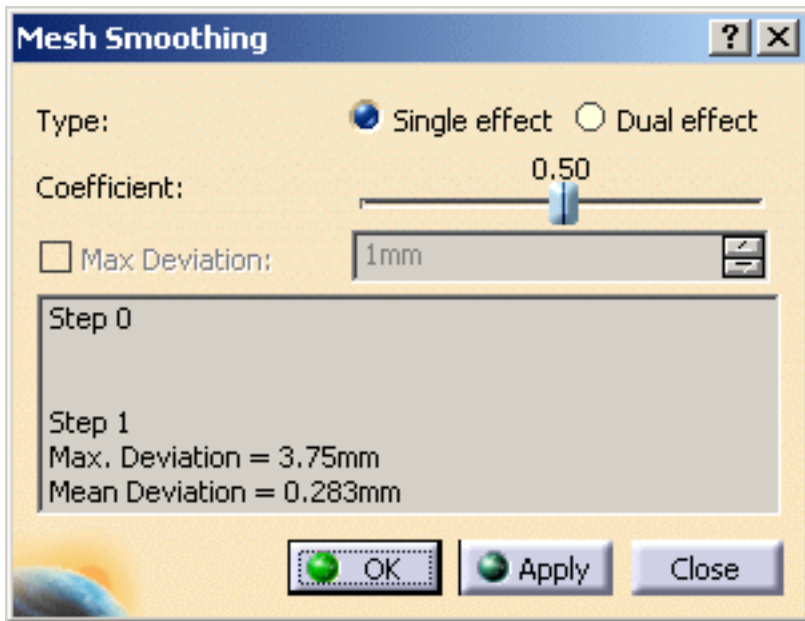 Mesh Smoothing
Type: Single effect Dual effect
0.50
Coefficient:
Max Deviation: 1mm
Step 0
Step 1
Max. Deviation = 3.75mm
Mean Deviation = 0.283mm
OK Apply Close